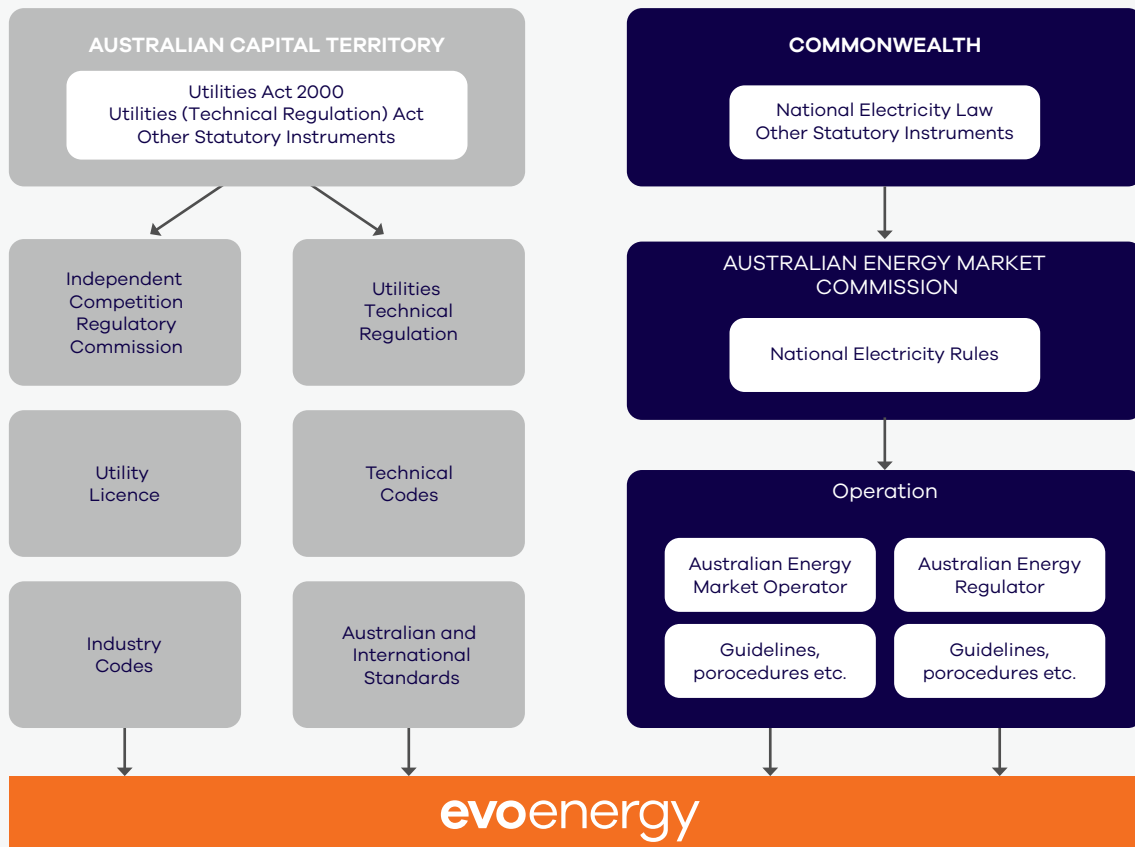 AUSTRALIAN CAPITAL TERRITORY
Utilities Act 2000
Utilities (Technical Regulation) Act
Other Statutory Instruments
Independent
Competition
Regulatory
Commission
Utilities
Technical
Regulation
Utility
Licence
Technical
Codes
Industry
Codes
Australian and
International
Standards
COMMONWEALTH
National Electricity Law
Other Statutory Instruments
AUSTRALIAN ENERGY MARKET
COMMISSION
National Electricity Rules
Operation
Australian Energy
Market Operator
Australian Energy
Regulator
Guidelines,
porocedures etc.
Guidelines,
porocedures etc.
evoenergy